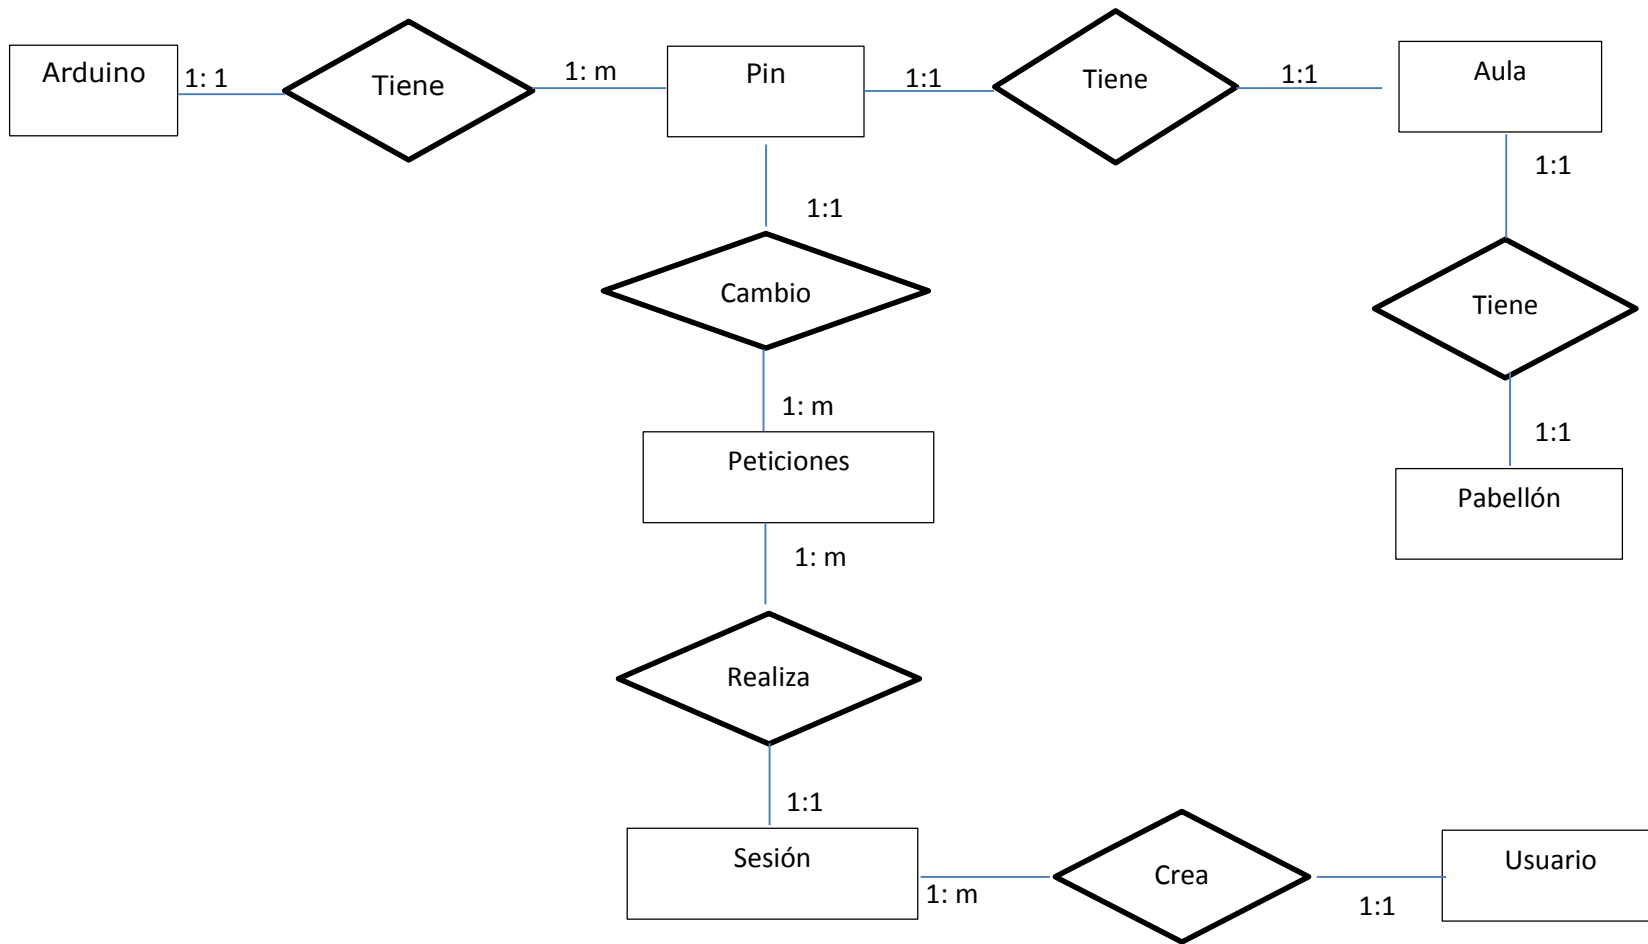 Arduino
1: 1
Tiene
1: m
Pin
1:1
Tiene
1:1
Aula
1:1
1:1
Cambio
Tiene
1: m
1:1
Peticiones
Pabellón
1: m
Realiza
1:1
Sesión
1: m
Crea
1:1
Usuario